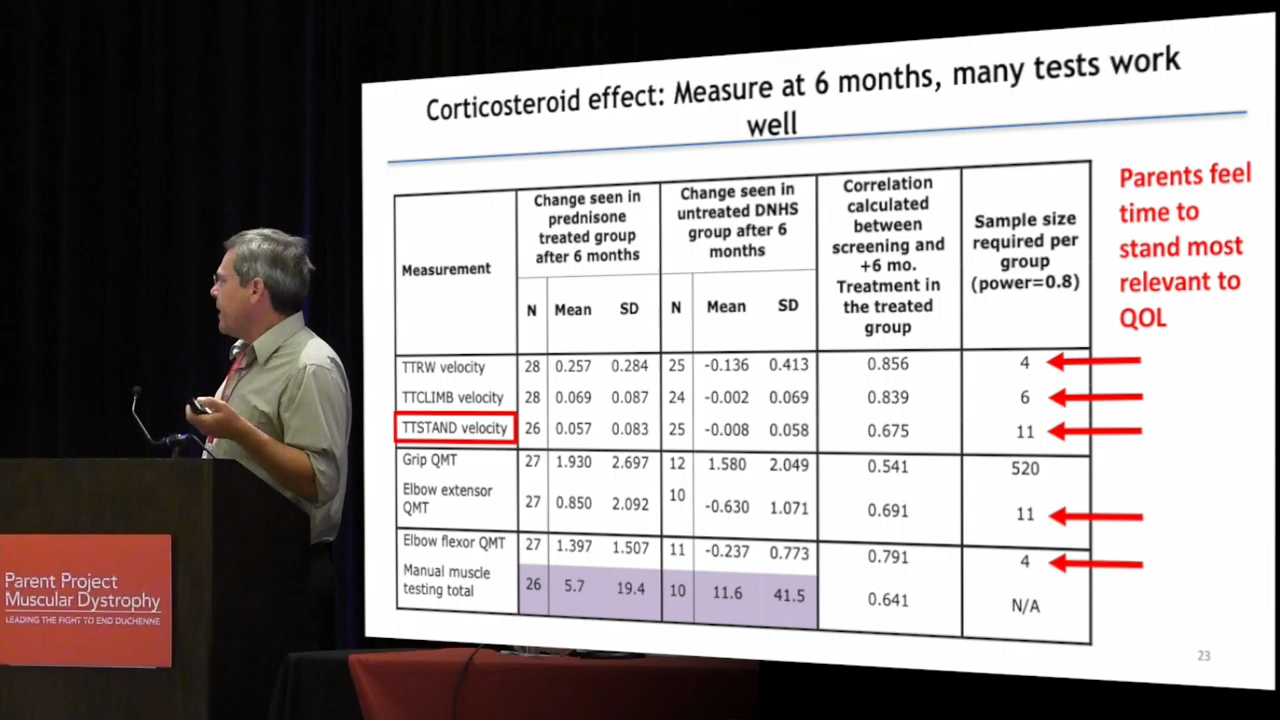 Corticosteroid effect: Measure at 6 months, many tests work
well
Measurement
Change seen in
prednisone
treated group
after 6 months
Change seen in
untreated DNHS
group after 6
months
Correlation
calculated
between
screening and
+6 mo.
Treatment in
the treated
group
Sample size
required per
group
(power=0.8)
N Mean SD N Mean SD
TTRW velocity 28 0.257 0.284 25 -0.136 0.413 0.856 4
TTCLIMB velocity 28 0.069 0.087 24 -0.002 0.069 0.839 6
TTSTAND velocity 26 0.057 0.083 25 -0.008 0.058 0.675 11
Grip QMT 27 1.930 2.697 12 1.580 2.049 0.541 520
Elbow extensor
QMT 27 0.850 2.092 10 -0.630 1.071 0.691 11
Elbow flexor QMT 27 1.397 1.507 11 -0.237 0.773 0.791 4
Manual muscle
testing total 26 5.7 19.4 10 11.6 41.5 0.641 N/A
Parents feel
time to
stand most
relevant to
QOL
23
Parent Project
Muscular Dystrophy
LEADING THE FIGHT TO END DUCHENNE